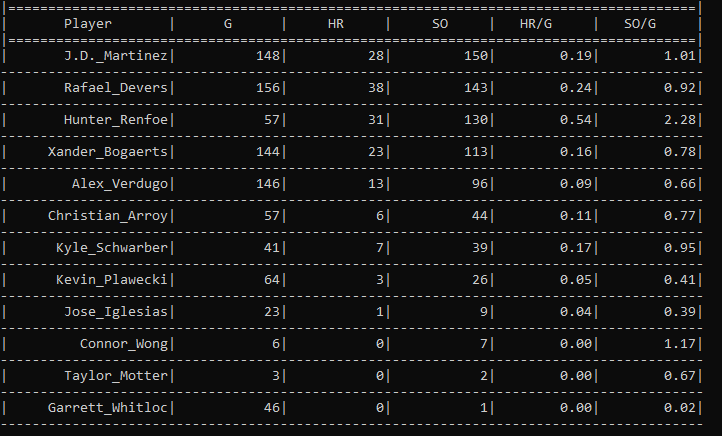 |======================================================================================|
|       Player       |      G      |     HR     |     SO     |   HR/G     |   SO/G     |
|======================================================================================|
|       J.D._Martinez|          148|          28|         150|        0.19|        1.01|
----------------------------------------------------------------------------------------
|       Rafael_Devers|          156|          38|         143|        0.24|        0.92|
----------------------------------------------------------------------------------------
|       Hunter_Renfoe|           57|          31|         130|        0.54|        2.28|
----------------------------------------------------------------------------------------
|     Xander_Bogaerts|          144|          23|         113|        0.16|        0.78|
----------------------------------------------------------------------------------------
|        Alex_Verdugo|          146|          13|          96|        0.09|        0.66|
----------------------------------------------------------------------------------------
|     Christian_Arroy|           57|           6|          44|        0.11|        0.77|
----------------------------------------------------------------------------------------
|      Kyle_Schwarber|           41|           7|          39|        0.17|        0.95|
----------------------------------------------------------------------------------------
|      Kevin_Plawecki|           64|           3|          26|        0.05|        0.41|
----------------------------------------------------------------------------------------
|       Jose_Iglesias|           23|           1|           9|        0.04|        0.39|
----------------------------------------------------------------------------------------
|         Connor_Wong|            6|           0|           7|        0.00|        1.17|
----------------------------------------------------------------------------------------
|       Taylor_Motter|            3|           0|           2|        0.00|        0.67|
----------------------------------------------------------------------------------------
|     Garrett_Whitloc|           46|           0|           1|        0.00|        0.02|
----------------------------------------------------------------------------------------